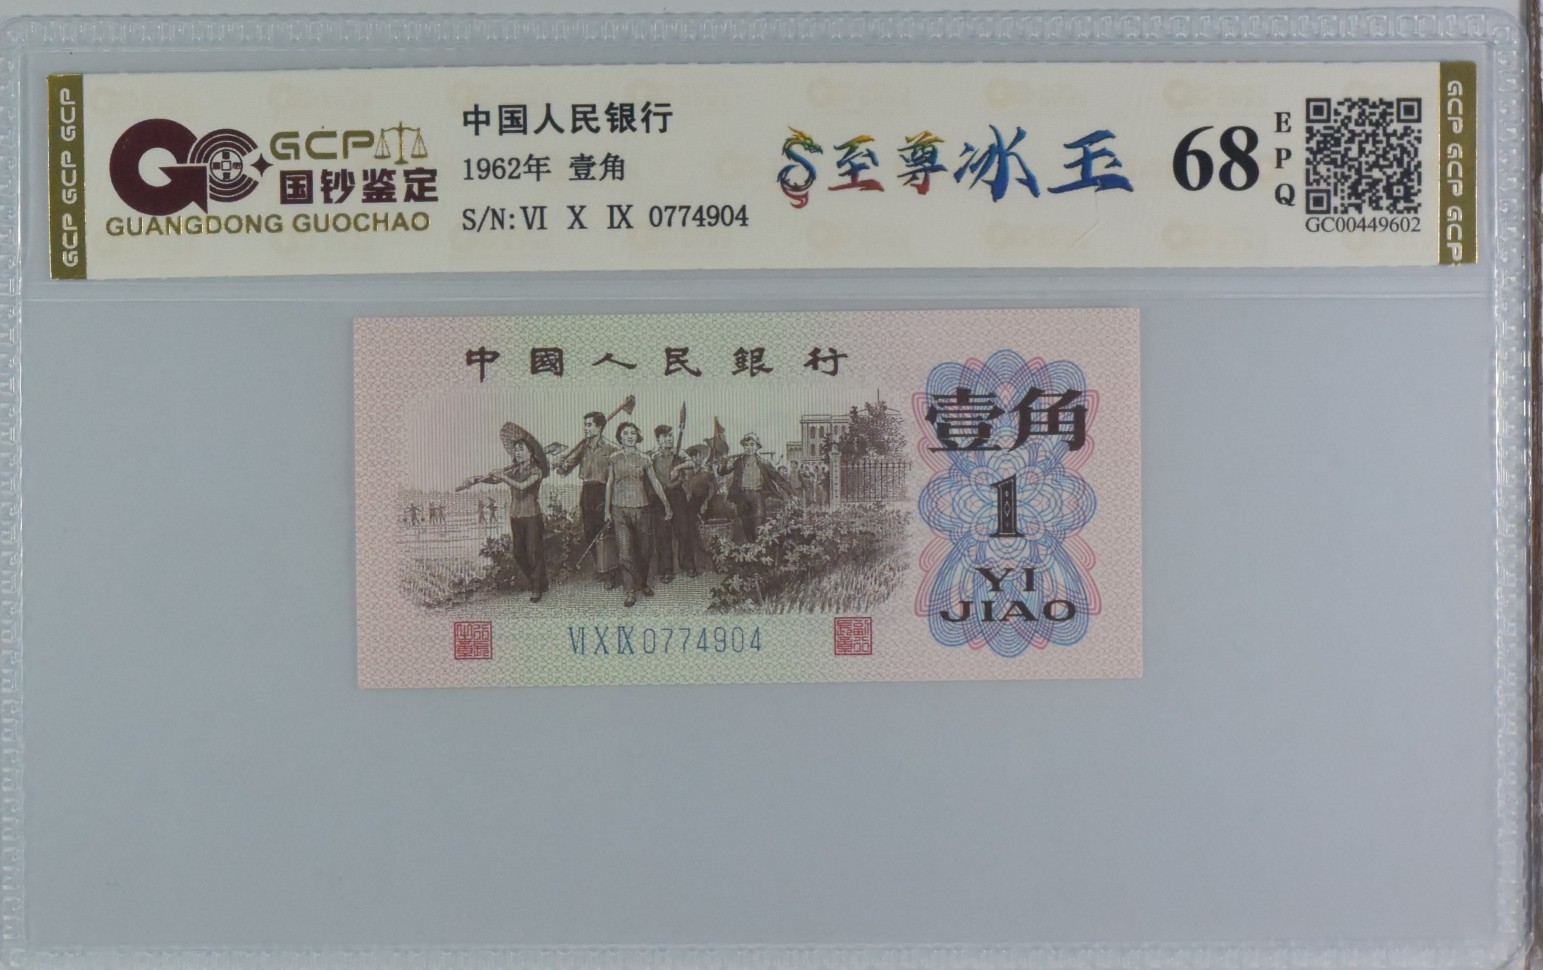 GCP GCP GCP
GCP
国钞鉴定
GUANGDONG GUOCHAO
中国人民银行
1962年 壹角
S/N: Ⅵ Ⅹ Ⅸ 0774904
至尊冰玉
68
EPQ
GC00449602
GCP GCP GCP
中國人民銀行
壹角
1
YI
JIAO
ⅥⅩⅨ0774904